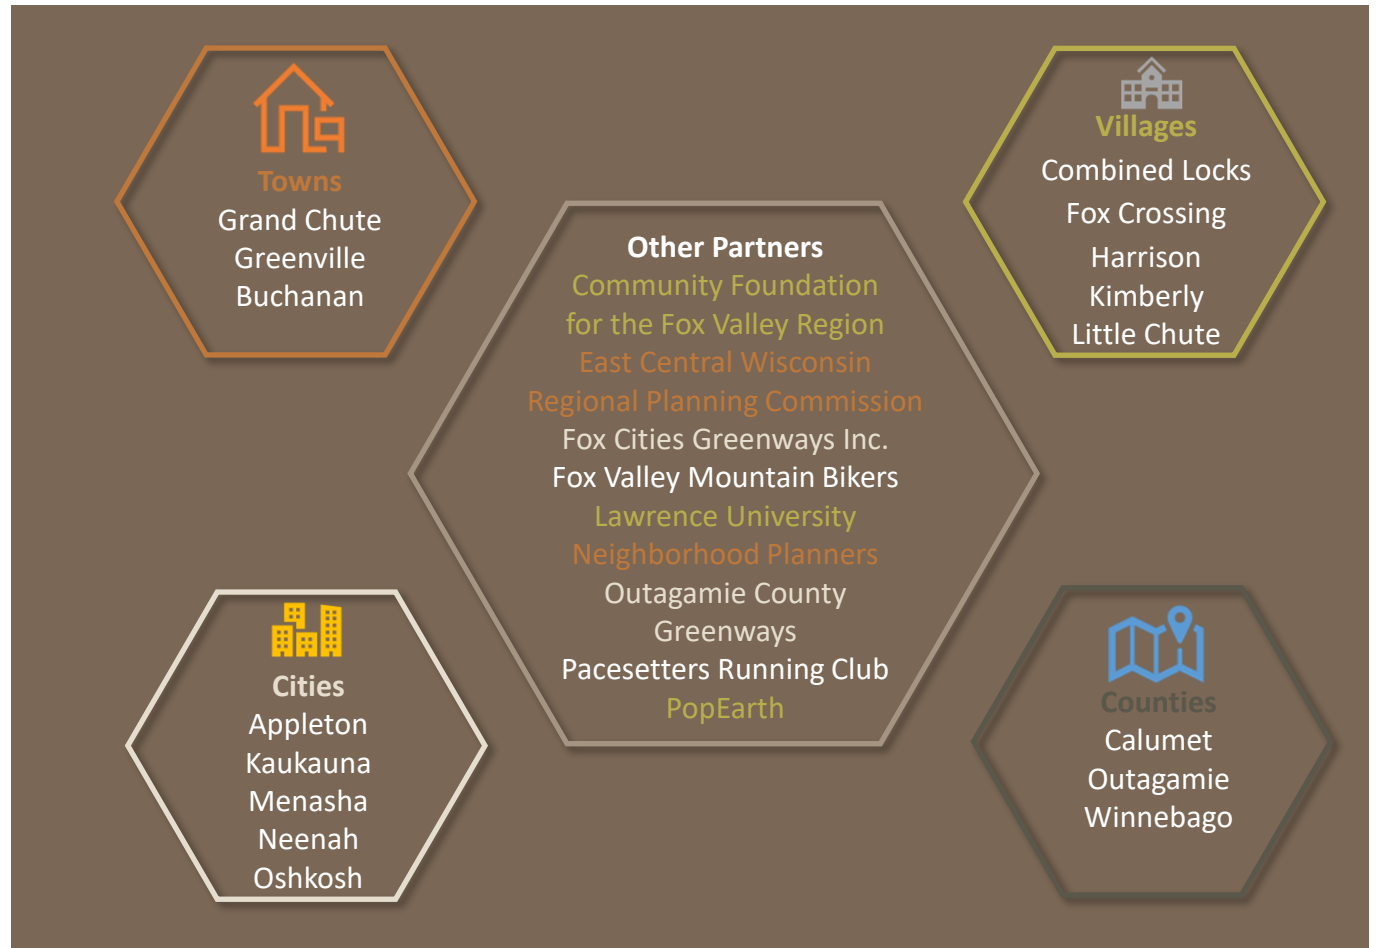 Towns
Grand Chute
Greenville
Buchanan
Villages
Combined Locks
Fox Crossing
Harrison
Kimberly
Little Chute
Other Partners
Community Foundation
for the Fox Valley Region
East Central Wisconsin
Regional Planning Commission
Fox Cities Greenways Inc.
Fox Valley Mountain Bikers
Lawrence University
Neighborhood Planners
Outagamie County
Greenways
Pacesetters Running Club
PopEarth
Cities
Appleton
Kaukauna
Menasha
Neenah
Oshkosh
Counties
Calumet
Outagamie
Winnebago